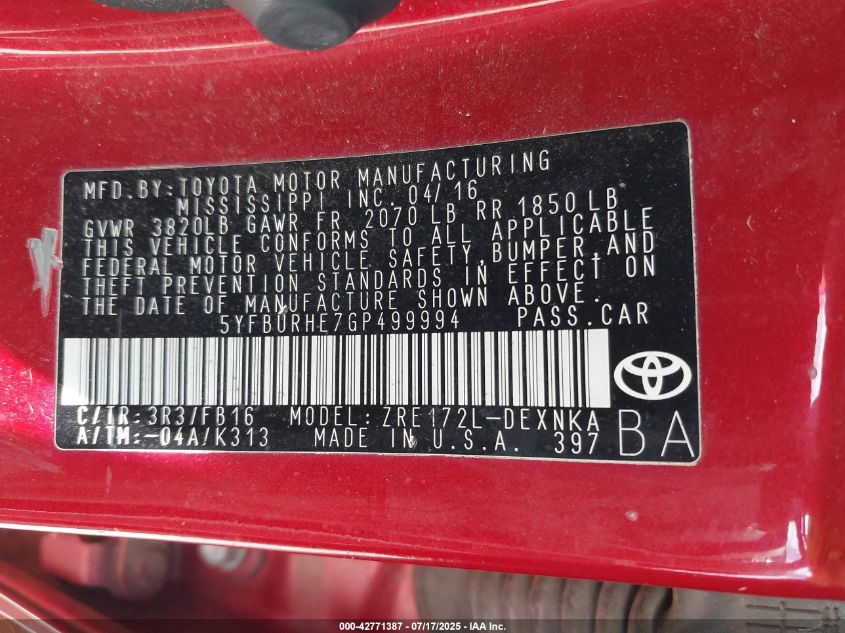 MFD.BY:TOYOTA MOTOR MANUFACTURING
MISSISSIPPI INC. 04/16
GVWR 3820LB GAWR FR 2070 LB RR 1850 LB
THIS VEHICLE CONFORMS TO ALL APPLICABLE
FEDERAL MOTOR VEHICLE SAFETY,BUMPER,AND
THEFT PREVENTION STANDARDS IN EFFECT ON
THE DATE OF MANUFACTURE SHOWN ABOVE.
5YFBURHE7GP499994 PASS.CAR
C/TR:3R3/FB16 MODEL:ZRE172L-DEXNKA
A/TM:-04A/K313 MADE IN U.S.A. 397
BA
000-42771387 - 07/17/2025 - IAA Inc.